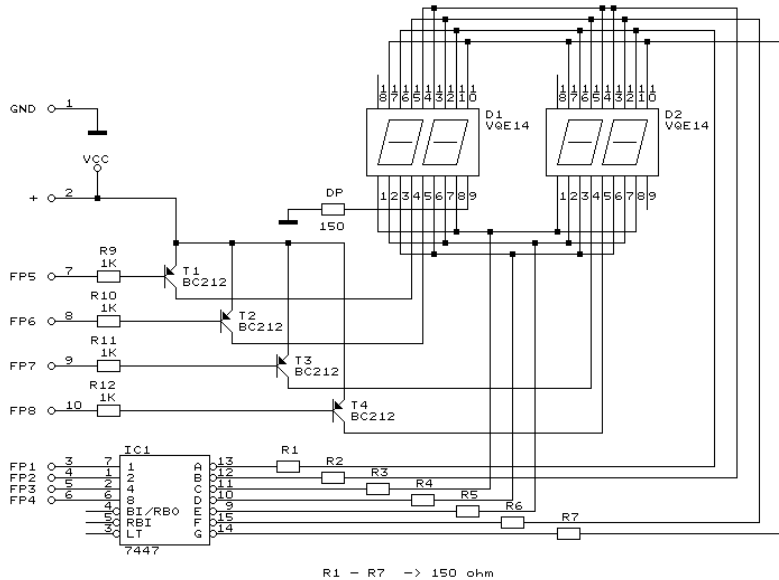 1 1 1 1 1 1 1 1 1
8 7 6 5 4 3 2 1 0
D1
VQE14
1 2 3 4 5 6 7 8 9
1 1 1 1 1 1 1 1 1
8 7 6 5 4 3 2 1 0
D2
VQE14
1 2 3 4 5 6 7 8 9
GND 1
VCC
+ 2
DP
150
R9
1K
FP5 7
T1
BC212
R10
1K
FP6 8
T2
BC212
R11
1K
FP7 9
T3
BC212
R12
1K
FP8 10
T4
BC212
IC1
FP1 3 7 1 A 13 R1
FP2 4 1 2 B 12 R2
FP3 5 2 4 C 11 R3
FP4 6 6 8 D 10 R4
4 BI/RBO E 9 R5
5 RBI F 15 R6
3 LT G 14 R7
7447
R1 - R7 -> 150 ohm